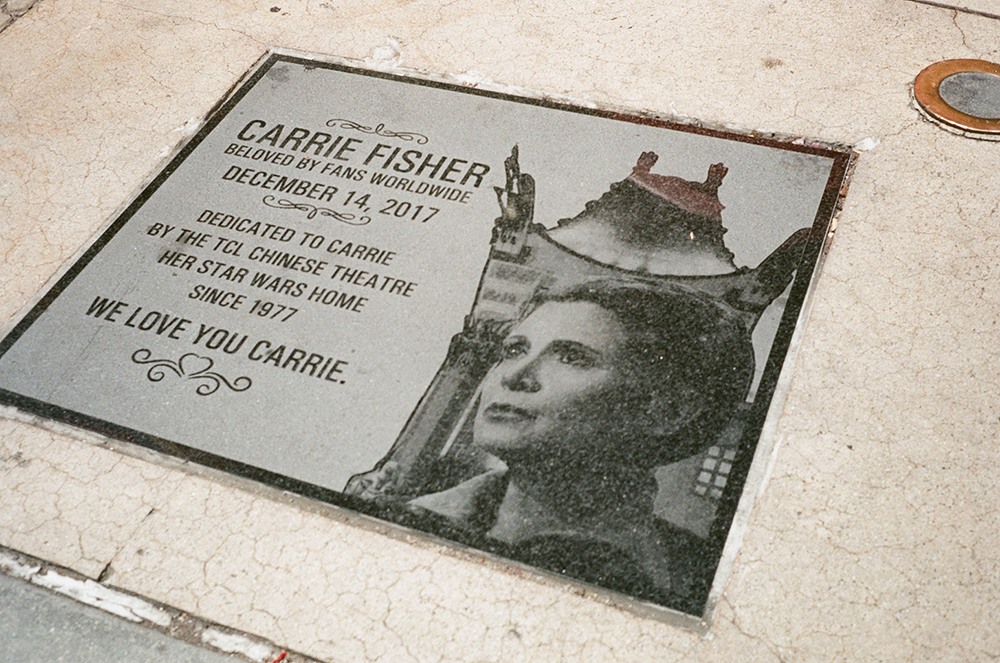 CARRIE FISHER
BELOVED BY FANS WORLDWIDE
DECEMBER 14, 2017
DEDICATED TO CARRIE
BY THE TCL CHINESE THEATRE
HER STAR WARS HOME
SINCE 1977
WE LOVE YOU CARRIE.